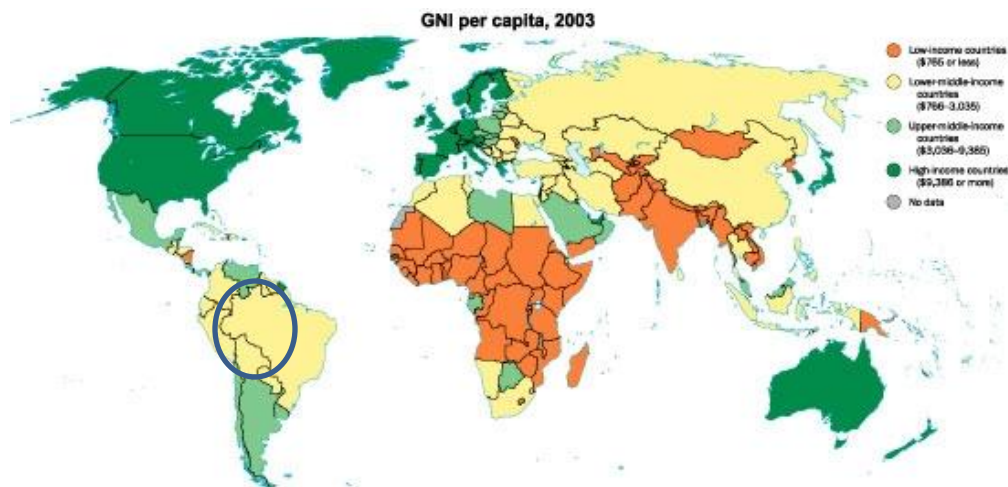 GNI per capita, 2003
Low-income countries
($765 or less)
Lower-middle-income
countries
($766–3,035)
Upper-middle-income
countries
($3,036–9,385)
High-income countries
($9,386 or more)
No data